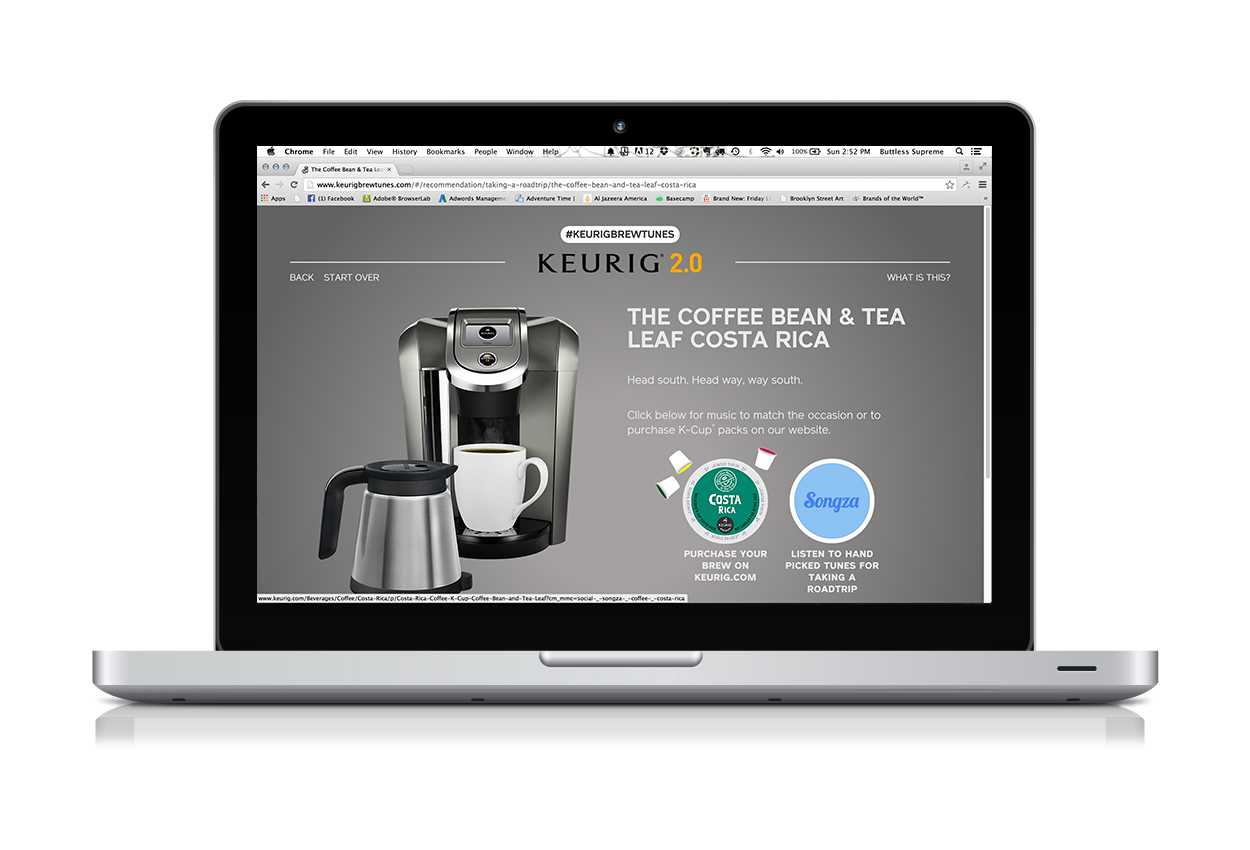 Chrome File Edit View History Bookmarks People Window Help 12 100% Sun 2:52 PM Buttless Supreme
The Coffee Bean & Tea Lea
www.keurigbrewtunes.com/#/recommendation/taking-a-roadtrip/the-coffee-bean-and-tea-leaf-costa-rica
Apps (1) Facebook Adobe® BrowserLab Adwords Manageme Adventure Time | Al Jazeera America Basecamp Brand New: Friday L Brooklyn Street Art Brands of the World™ »
#KEURIGBREWTUNES
KEURIG® 2.0
BACK START OVER WHAT IS THIS?
THE COFFEE BEAN & TEA
LEAF COSTA RICA
Head south. Head way, way south.
Click below for music to match the occasion or to
purchase K-Cup® packs on our website.
COSTA
RICA
KEURIG
Songza
PURCHASE YOUR
BREW ON
KEURIG.COM
LISTEN TO HAND
PICKED TUNES FOR
TAKING A
ROADTRIP
www.keurig.com/Beverages/Coffee/Costa-Rica/p/Costa-Rica-Coffee-K-Cup-Coffee-Bean-and-Tea-Leaf?cm_mmc=social-_-songza-_-coffee-_-costa-rica